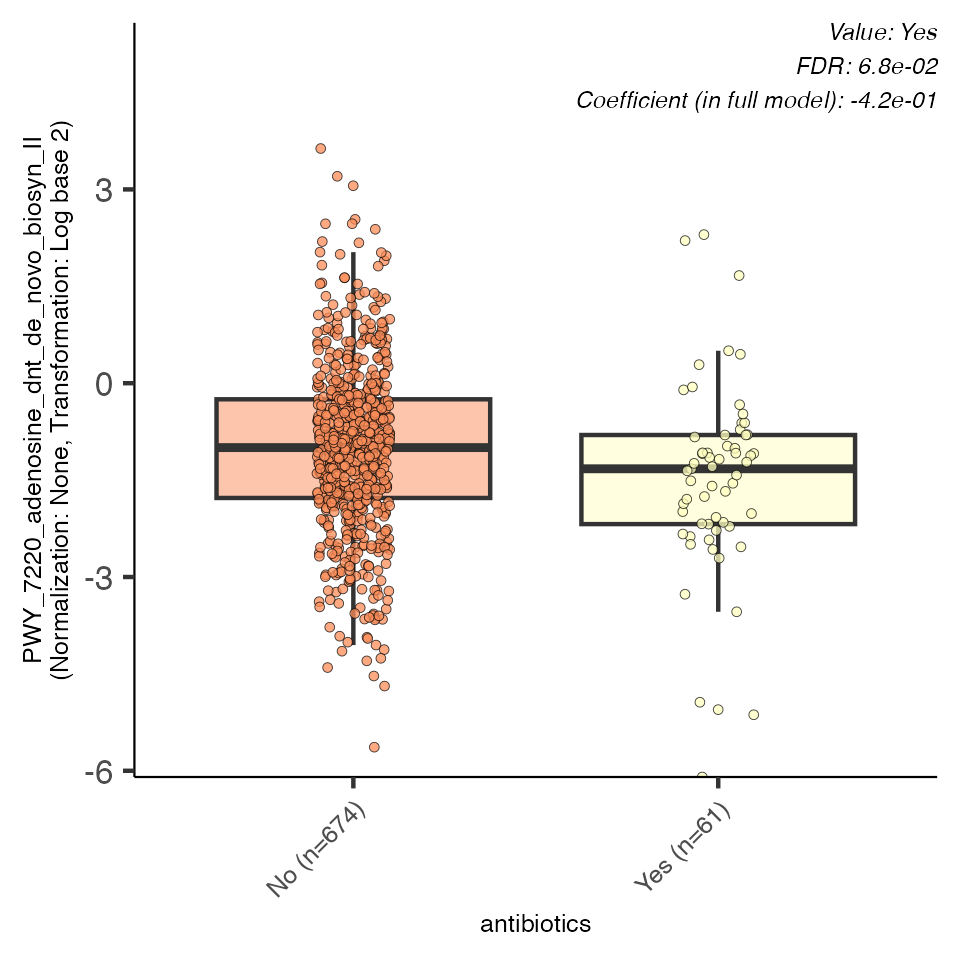 Value: Yes
FDR: 6.8e-02
Coefficient (in full model): -4.2e-01
PWY_7220_adenosine_dnt_de_novo_biosyn_II
(Normalization: None, Transformation: Log base 2)
3
0
-3
-6
No (n=674)
Yes (n=61)
antibiotics